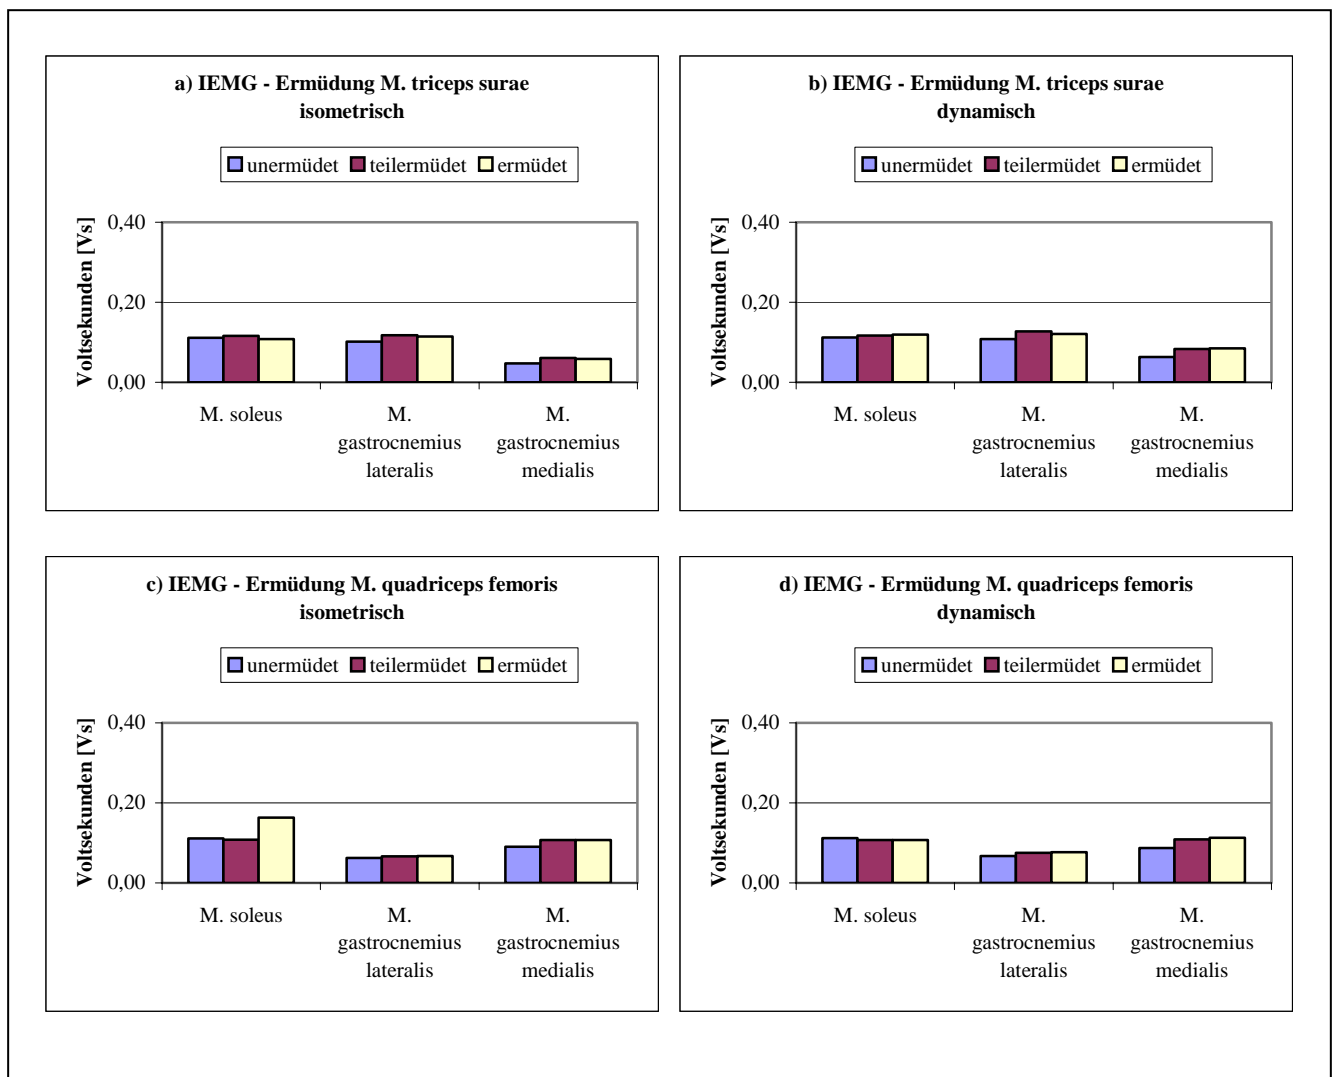 a) IEMG - Ermüdung M. triceps surae
isometrisch
unermüdet teilermüdet ermüdet
Voltsekunden [Vs]
0,40
0,20
0,00
M. soleus
M.
gastrocnemius
lateralis
M.
gastrocnemius
medialis
b) IEMG - Ermüdung M. triceps surae
dynamisch
unermüdet teilermüdet ermüdet
Voltsekunden [Vs]
0,40
0,20
0,00
M. soleus
M.
gastrocnemius
lateralis
M.
gastrocnemius
medialis
c) IEMG - Ermüdung M. quadriceps femoris
isometrisch
unermüdet teilermüdet ermüdet
Voltsekunden [Vs]
0,40
0,20
0,00
M. soleus
M.
gastrocnemius
lateralis
M.
gastrocnemius
medialis
d) IEMG - Ermüdung M. quadriceps femoris
dynamisch
unermüdet teilermüdet ermüdet
Voltsekunden [Vs]
0,40
0,20
0,00
M. soleus
M.
gastrocnemius
lateralis
M.
gastrocnemius
medialis